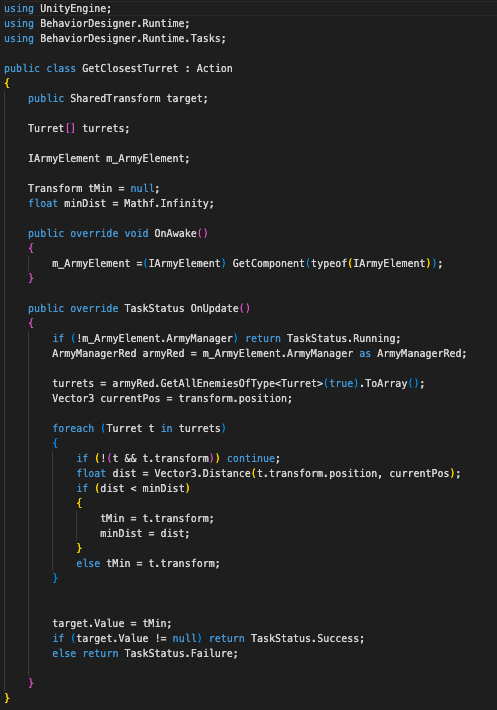 using UnityEngine;
using BehaviorDesigner.Runtime;
using BehaviorDesigner.Runtime.Tasks;
public class GetClosestTurret : Action
{
public SharedTransform target;
Turret[] turrets;
IArmyElement m_ArmyElement;
Transform tMin = null;
float minDist = Mathf.Infinity;
public override void OnAwake()
{
m_ArmyElement =(IArmyElement) GetComponent(typeof(IArmyElement));
}
public override TaskStatus OnUpdate()
{
if (!m_ArmyElement.ArmyManager) return TaskStatus.Running;
ArmyManagerRed armyRed = m_ArmyElement.ArmyManager as ArmyManagerRed;
turrets = armyRed.GetAllEnemiesOfType<Turret>(true).ToArray();
Vector3 currentPos = transform.position;
foreach (Turret t in turrets)
{
if (!(t && t.transform)) continue;
float dist = Vector3.Distance(t.transform.position, currentPos);
if (dist < minDist)
{
tMin = t.transform;
minDist = dist;
}
else tMin = t.transform;
}
target.Value = tMin;
if (target.Value != null) return TaskStatus.Success;
else return TaskStatus.Failure;
}
}